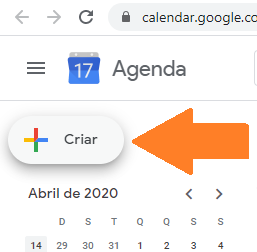 calendar.google.co
17
Agenda
Criar
Abril de 2020
D S T Q Q S S
14 29 30 31 1 2 3 4